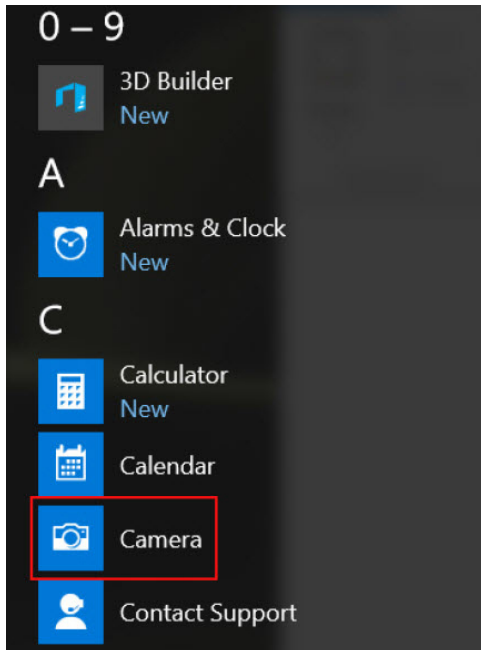 0 – 9
3D Builder
New
A
Alarms & Clock
New
C
Calculator
New
Calendar
Camera
Contact Support